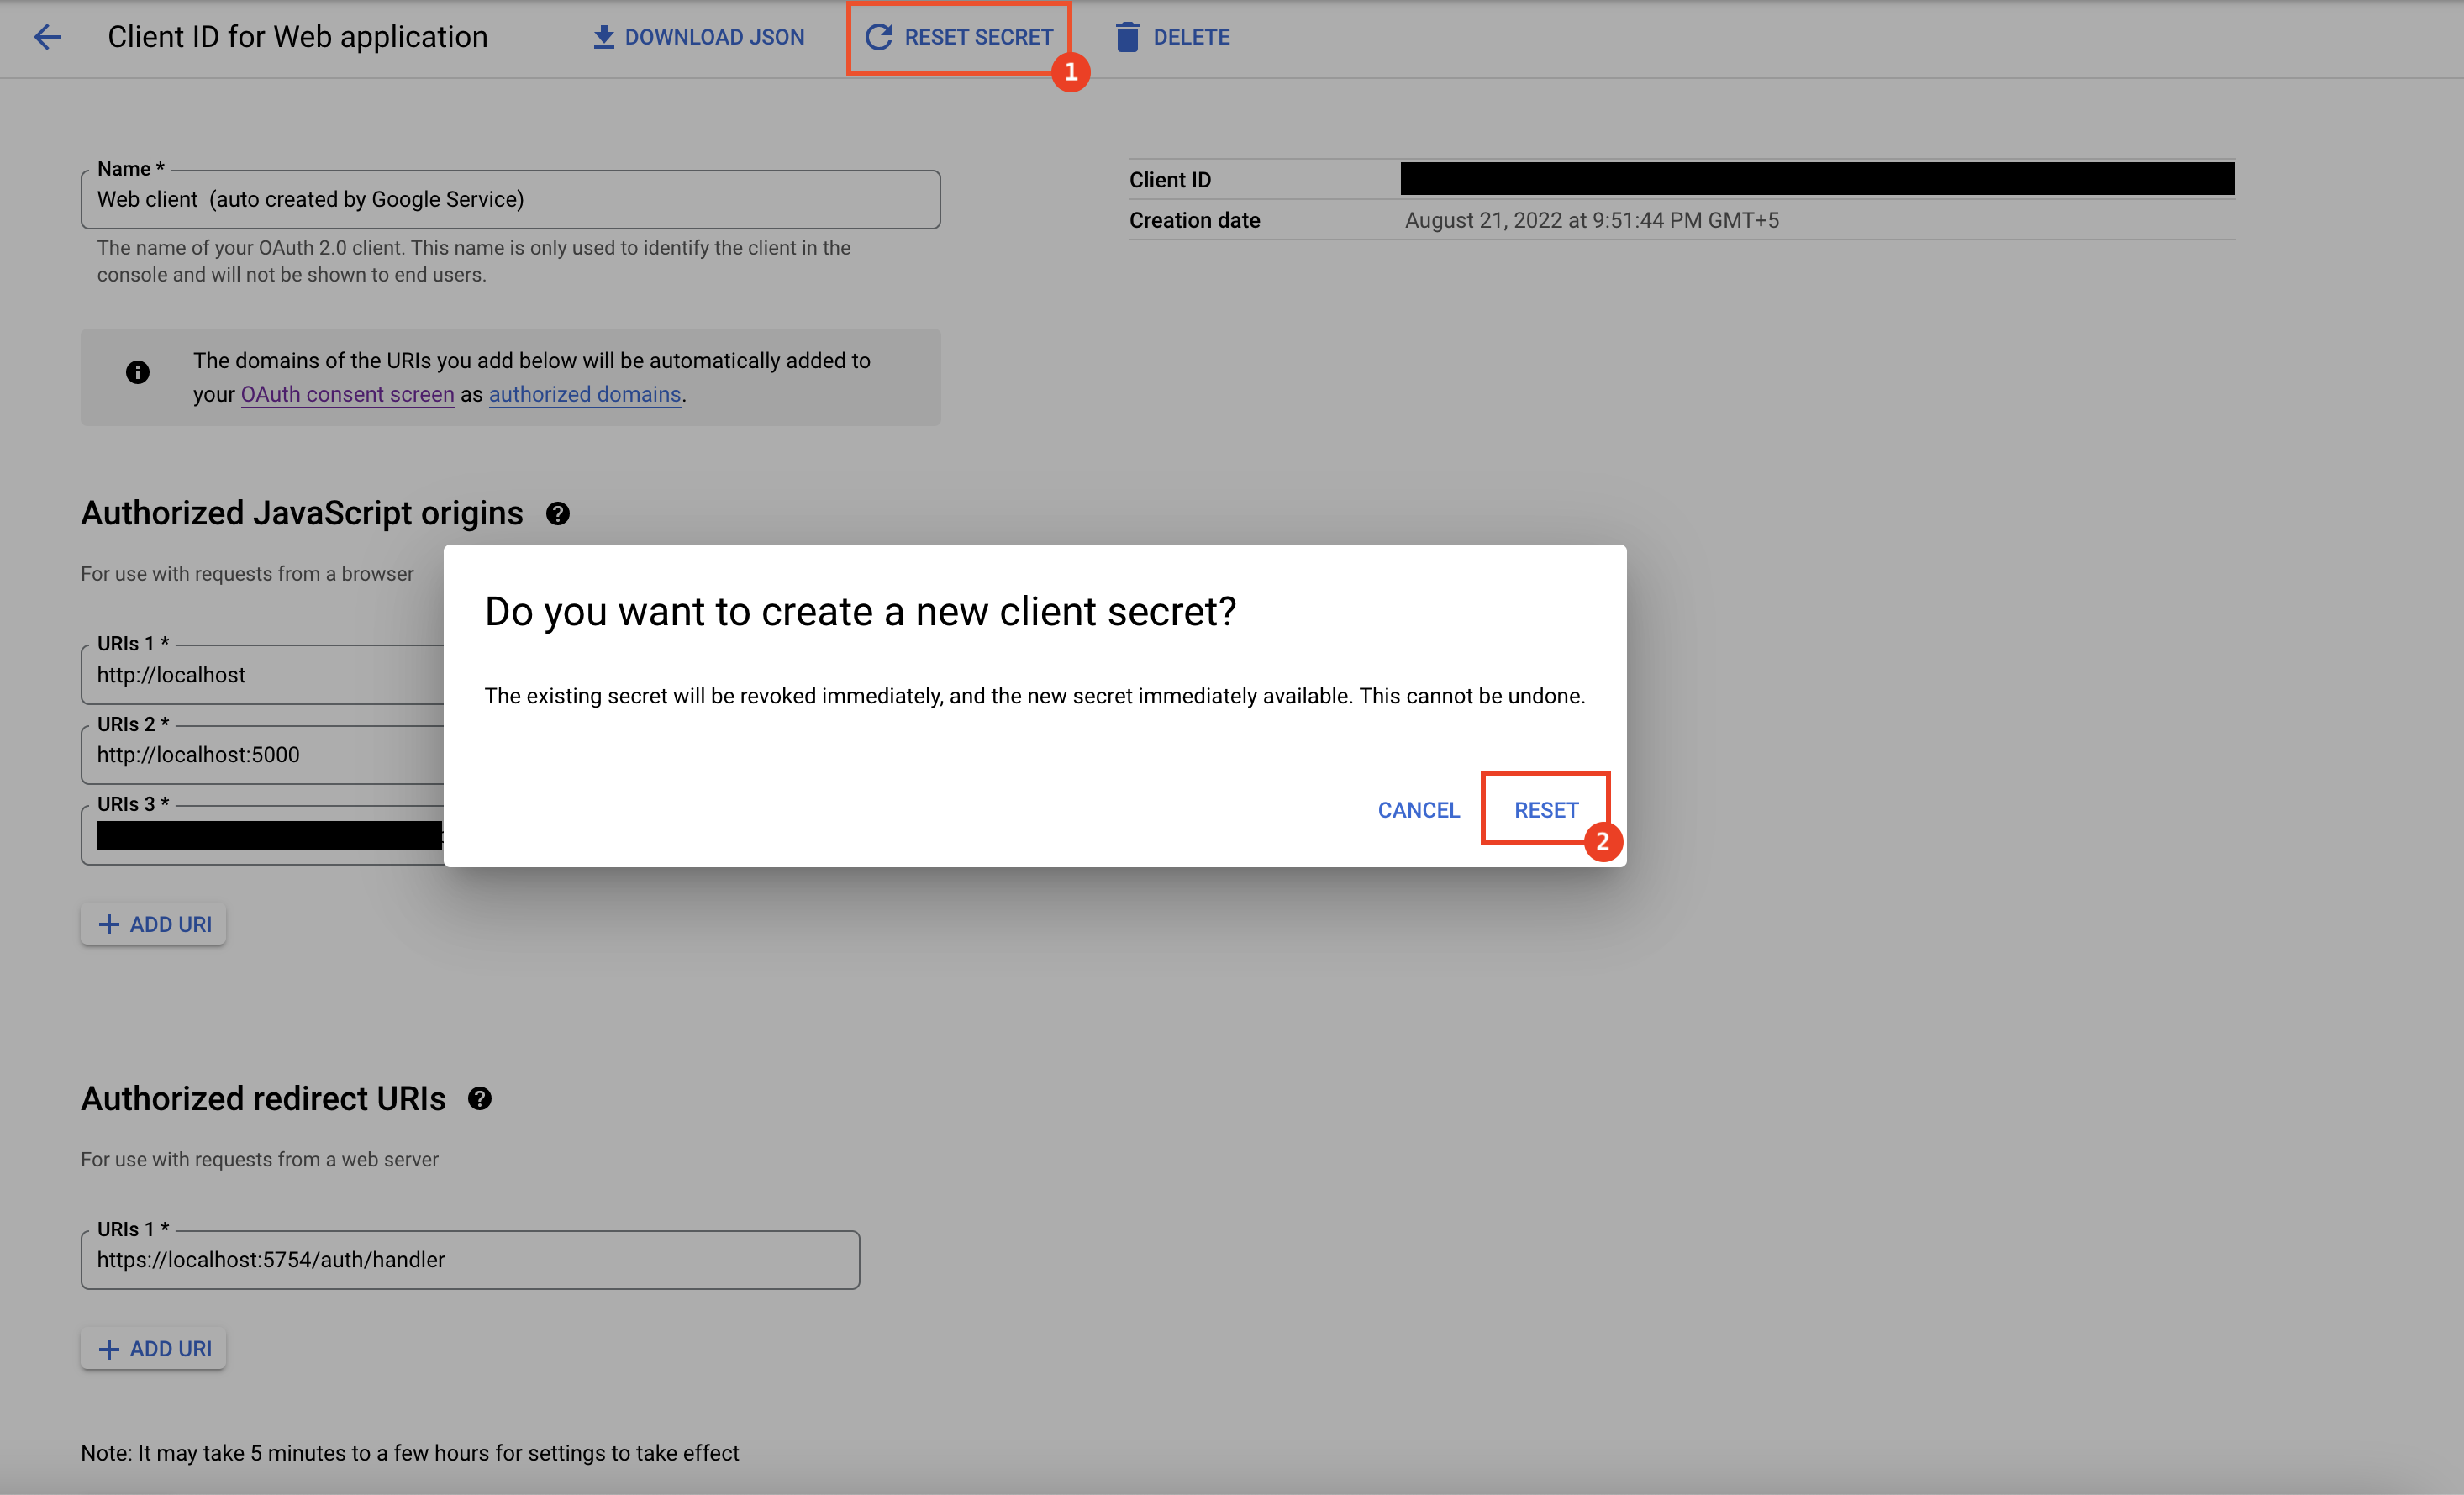 Client ID for Web application
DOWNLOAD JSON
RESET SECRET
1
DELETE
Name *
Web client  (auto created by Google Service)
The name of your OAuth 2.0 client. This name is only used to identify the client in the
console and will not be shown to end users.
Client ID
Creation date
August 21, 2022 at 9:51:44 PM GMT+5
The domains of the URIs you add below will be automatically added to
your OAuth consent screen as authorized domains.
Authorized JavaScript origins
For use with requests from a browser
URIs 1 *
http://localhost
URIs 2 *
http://localhost:5000
URIs 3 *
Do you want to create a new client secret?
The existing secret will be revoked immediately, and the new secret immediately available. This cannot be undone.
CANCEL
RESET
2
ADD URI
Authorized redirect URIs
For use with requests from a web server
URIs 1 *
https://localhost:5754/auth/handler
ADD URI
Note: It may take 5 minutes to a few hours for settings to take effect